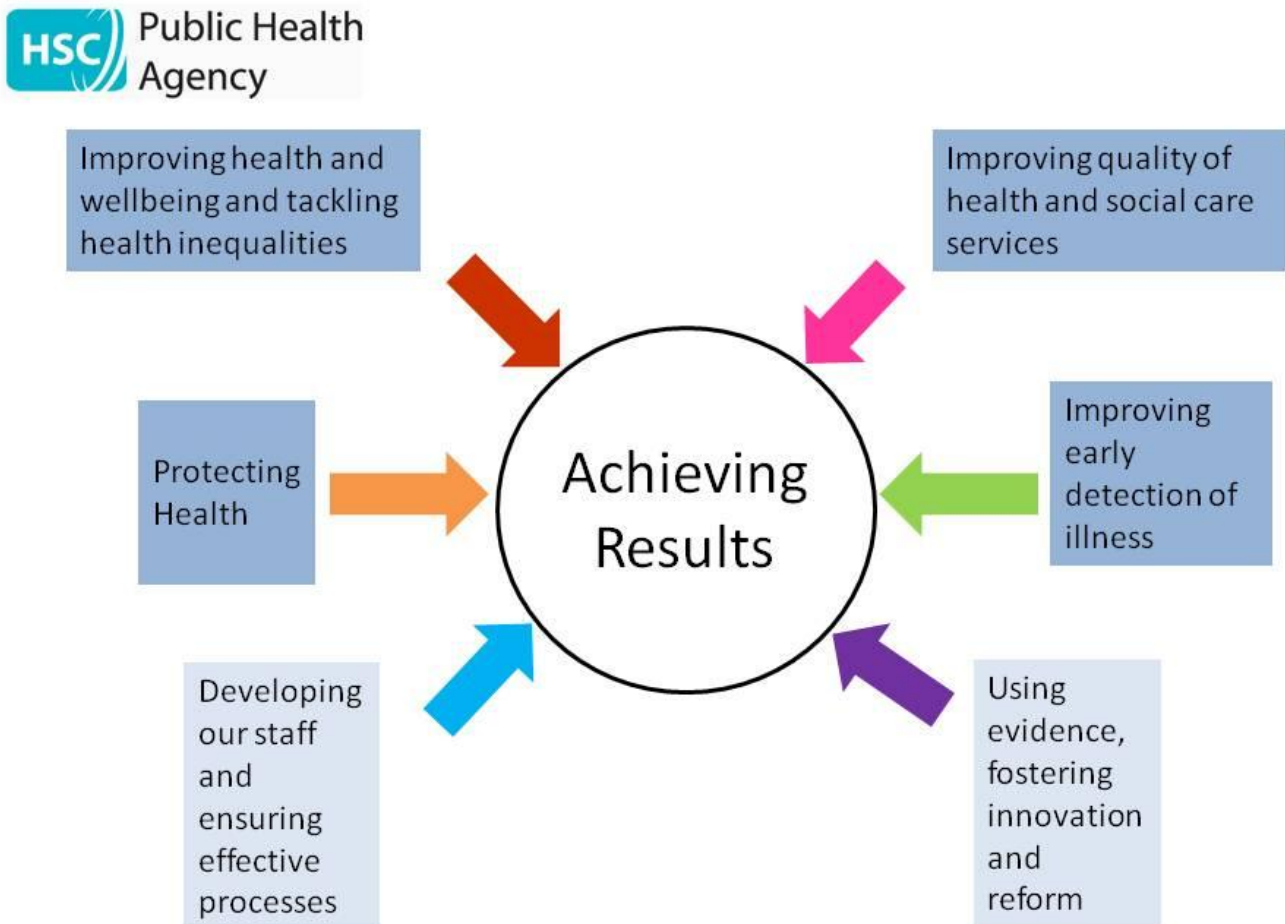 HSC
Public Health
Agency
Improving health and
wellbeing and tackling
health inequalities
Improving quality of
health and social care
services
Protecting
Health
Achieving
Results
Improving
early
detection of
illness
Developing
our staff
and
ensuring
effective
processes
Using
evidence,
fostering
innovation
and
reform